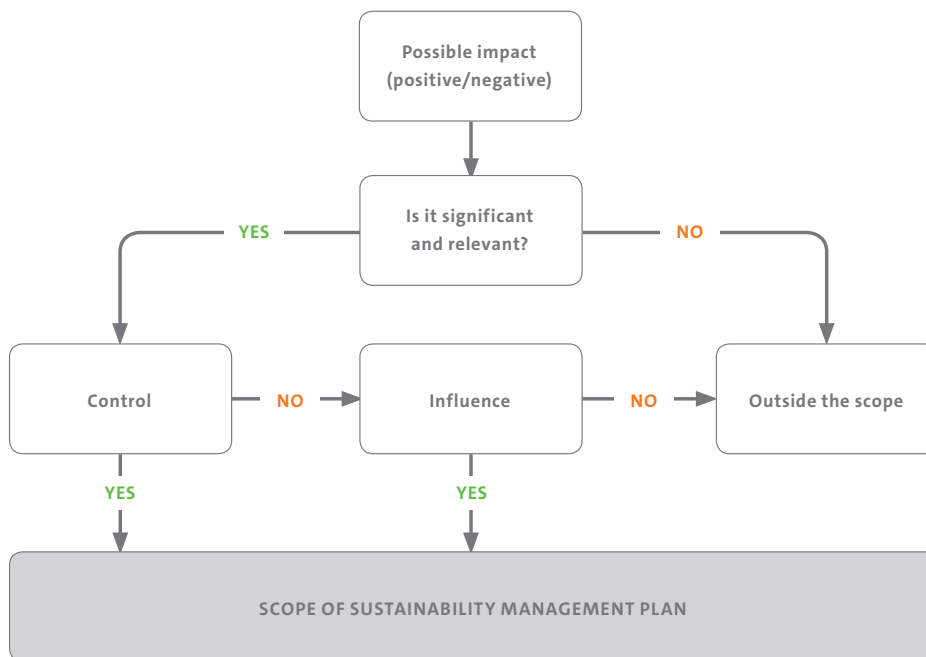 Possible impact
(positive/negative)
Is it significant
and relevant?
YES
NO
Control
NO
Influence
NO
Outside the scope
YES
YES
SCOPE OF SUSTAINABILITY MANAGEMENT PLAN